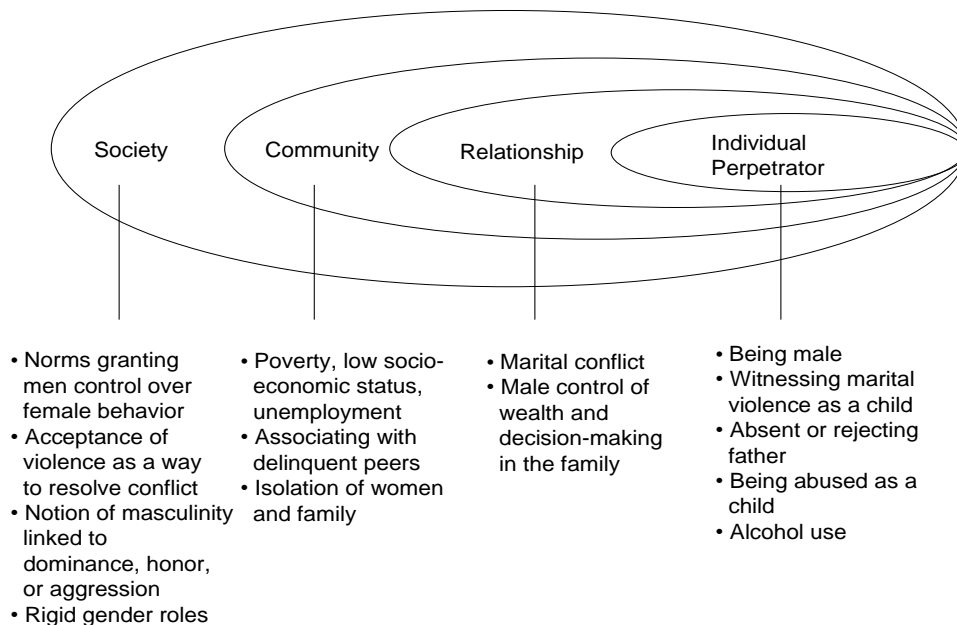 Society
Community
Relationship
Individual
Perpetrator
• Norms granting
men control over
female behavior
• Acceptance of
violence as a way
to resolve conflict
• Notion of masculinity
linked to
dominance, honor,
or aggression
• Rigid gender roles
• Poverty, low socio-
economic status,
unemployment
• Associating with
delinquent peers
• Isolation of women
and family
• Marital conflict
• Male control of
wealth and
decision-making
in the family
• Being male
• Witnessing marital
violence as a child
• Absent or rejecting
father
• Being abused as a
child
• Alcohol use